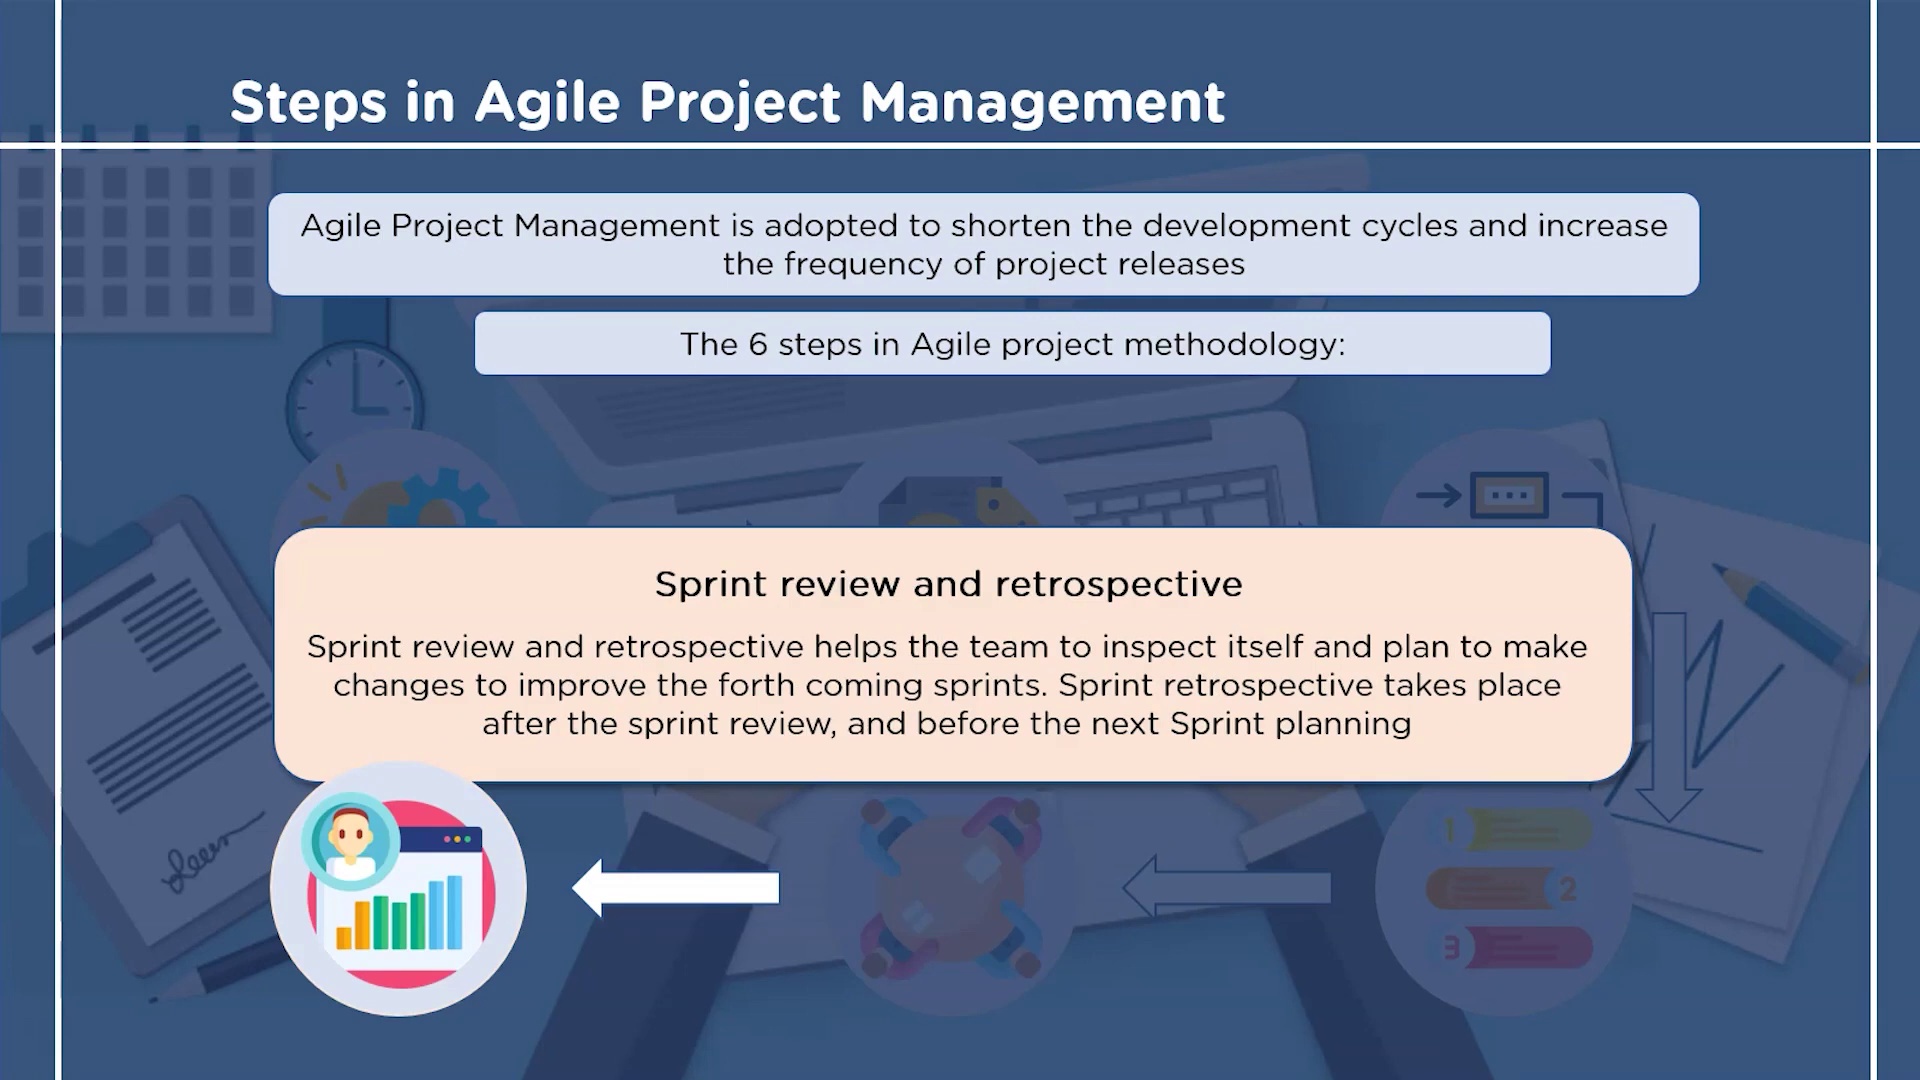 Steps in Agile Project Management
Agile Project Management is adopted to shorten the development cycles and increase
the frequency of project releases
The 6 steps in Agile project methodology:
Sprint review and retrospective
Sprint review and retrospective helps the team to inspect itself and plan to make
changes to improve the forth coming sprints. Sprint retrospective takes place
after the sprint review, and before the next Sprint planning
1
2
3